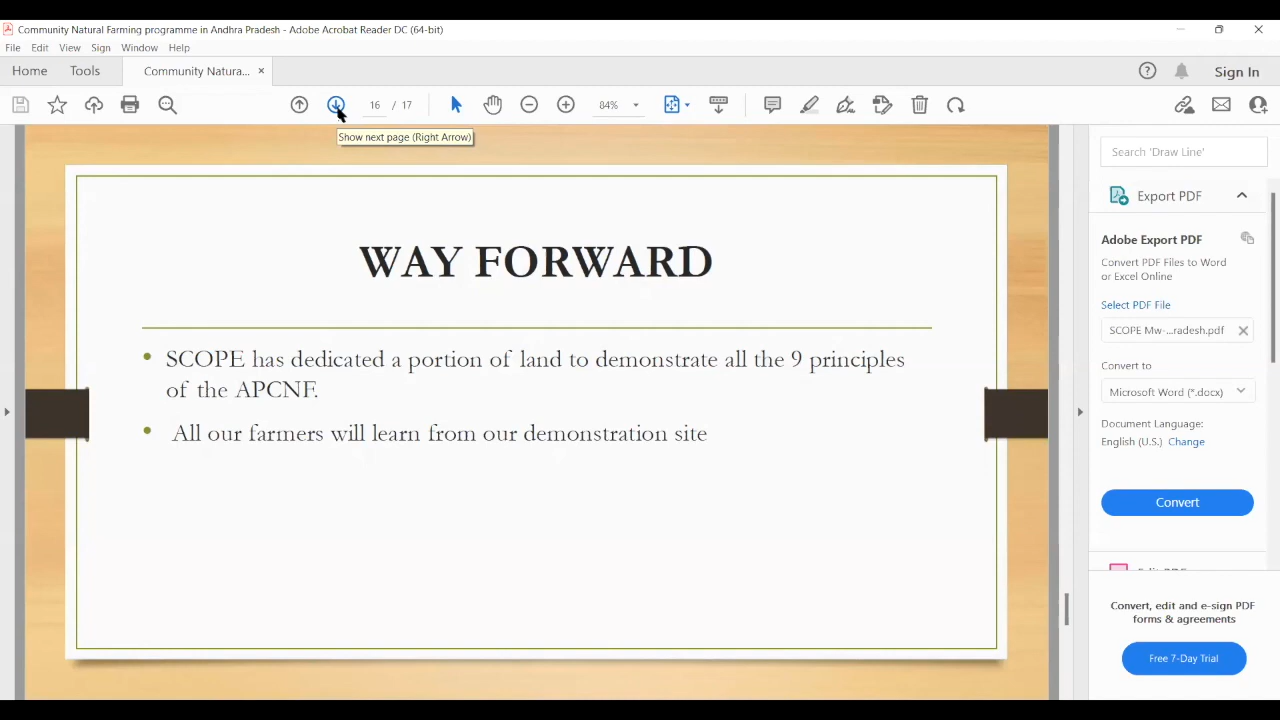 Community Natural Farming programme in Andhra Pradesh - Adobe Acrobat Reader DC (64-bit)
File Edit View Sign Window Help
Home Tools Community Natura... × Sign In
16 / 17 84%
Show next page (Right Arrow)
WAY FORWARD
• SCOPE has dedicated a portion of land to demonstrate all the 9 principles
of the APCNF.
• All our farmers will learn from our demonstration site
Search 'Draw Line'
Export PDF
Adobe Export PDF
Convert PDF Files to Word
or Excel Online
Select PDF File
SCOPE Mw-...radesh.pdf
Convert to
Microsoft Word (*.docx)
Document Language:
English (U.S.) Change
Convert
Convert, edit and e-sign PDF
forms & agreements
Free 7-Day Trial